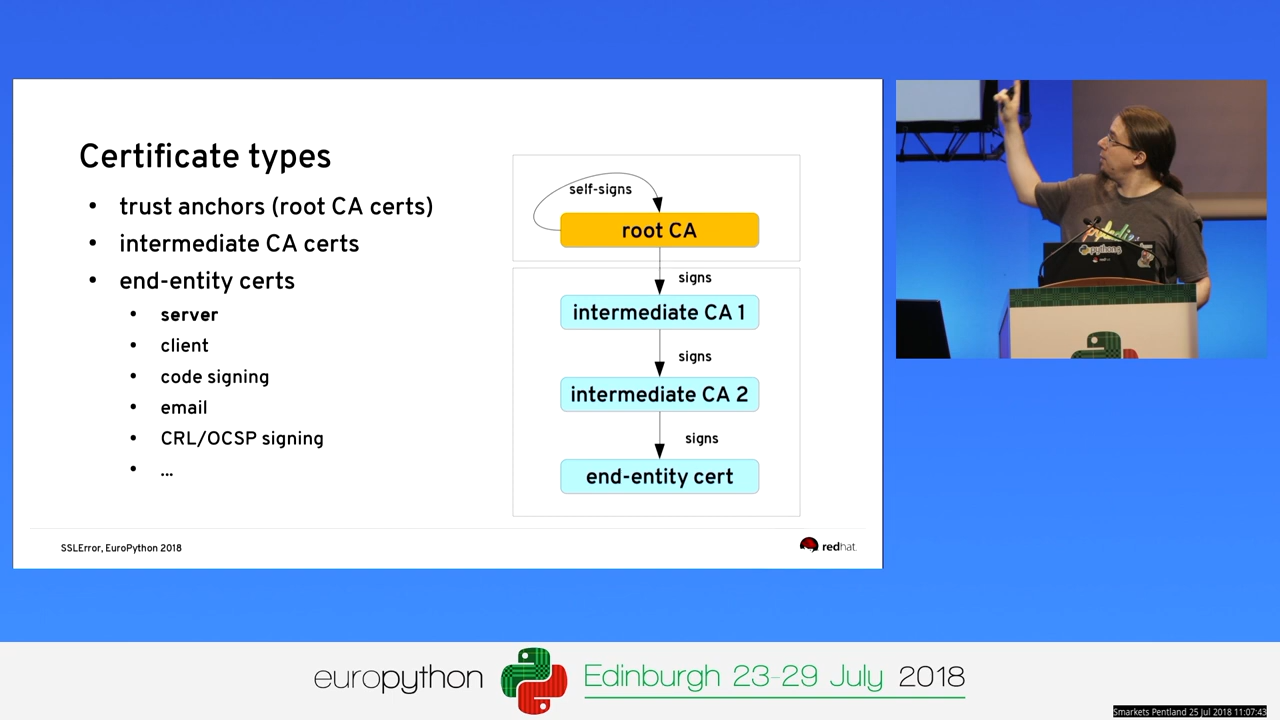 Certificate types
• trust anchors (root CA certs)
• intermediate CA certs
• end-entity certs
• server
• client
• code signing
• email
• CRL/OCSP signing
• ...
self-signs
root CA
signs
intermediate CA 1
signs
intermediate CA 2
signs
end-entity cert
SSLError, EuroPython 2018
redhat.
europython
Edinburgh 23-29 July 2018
Smarkets Pentland 25 Jul 2018 11:07:43